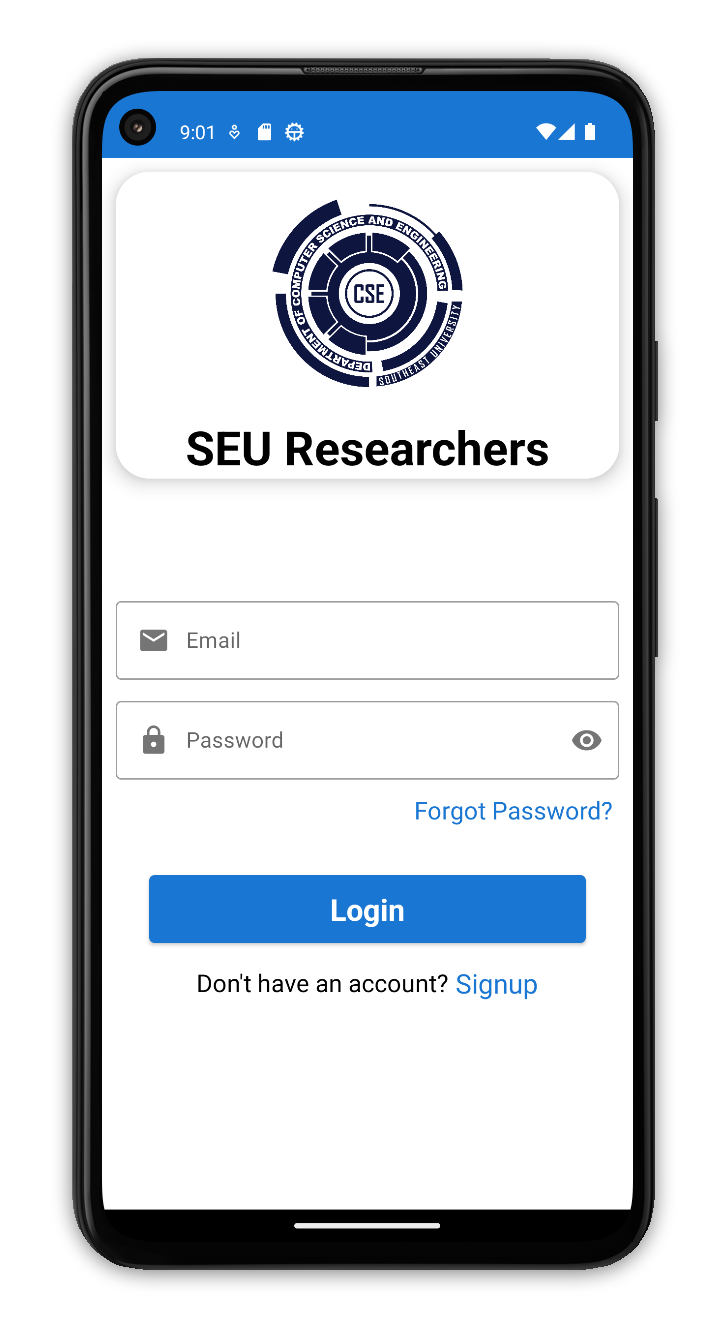 9:01
DEPARTMENT OF COMPUTER SCIENCE AND ENGINEERING
SOUTHEAST UNIVERSITY
CSE
SEU Researchers
Email
Password
Forgot Password?
Login
Don't have an account? Signup